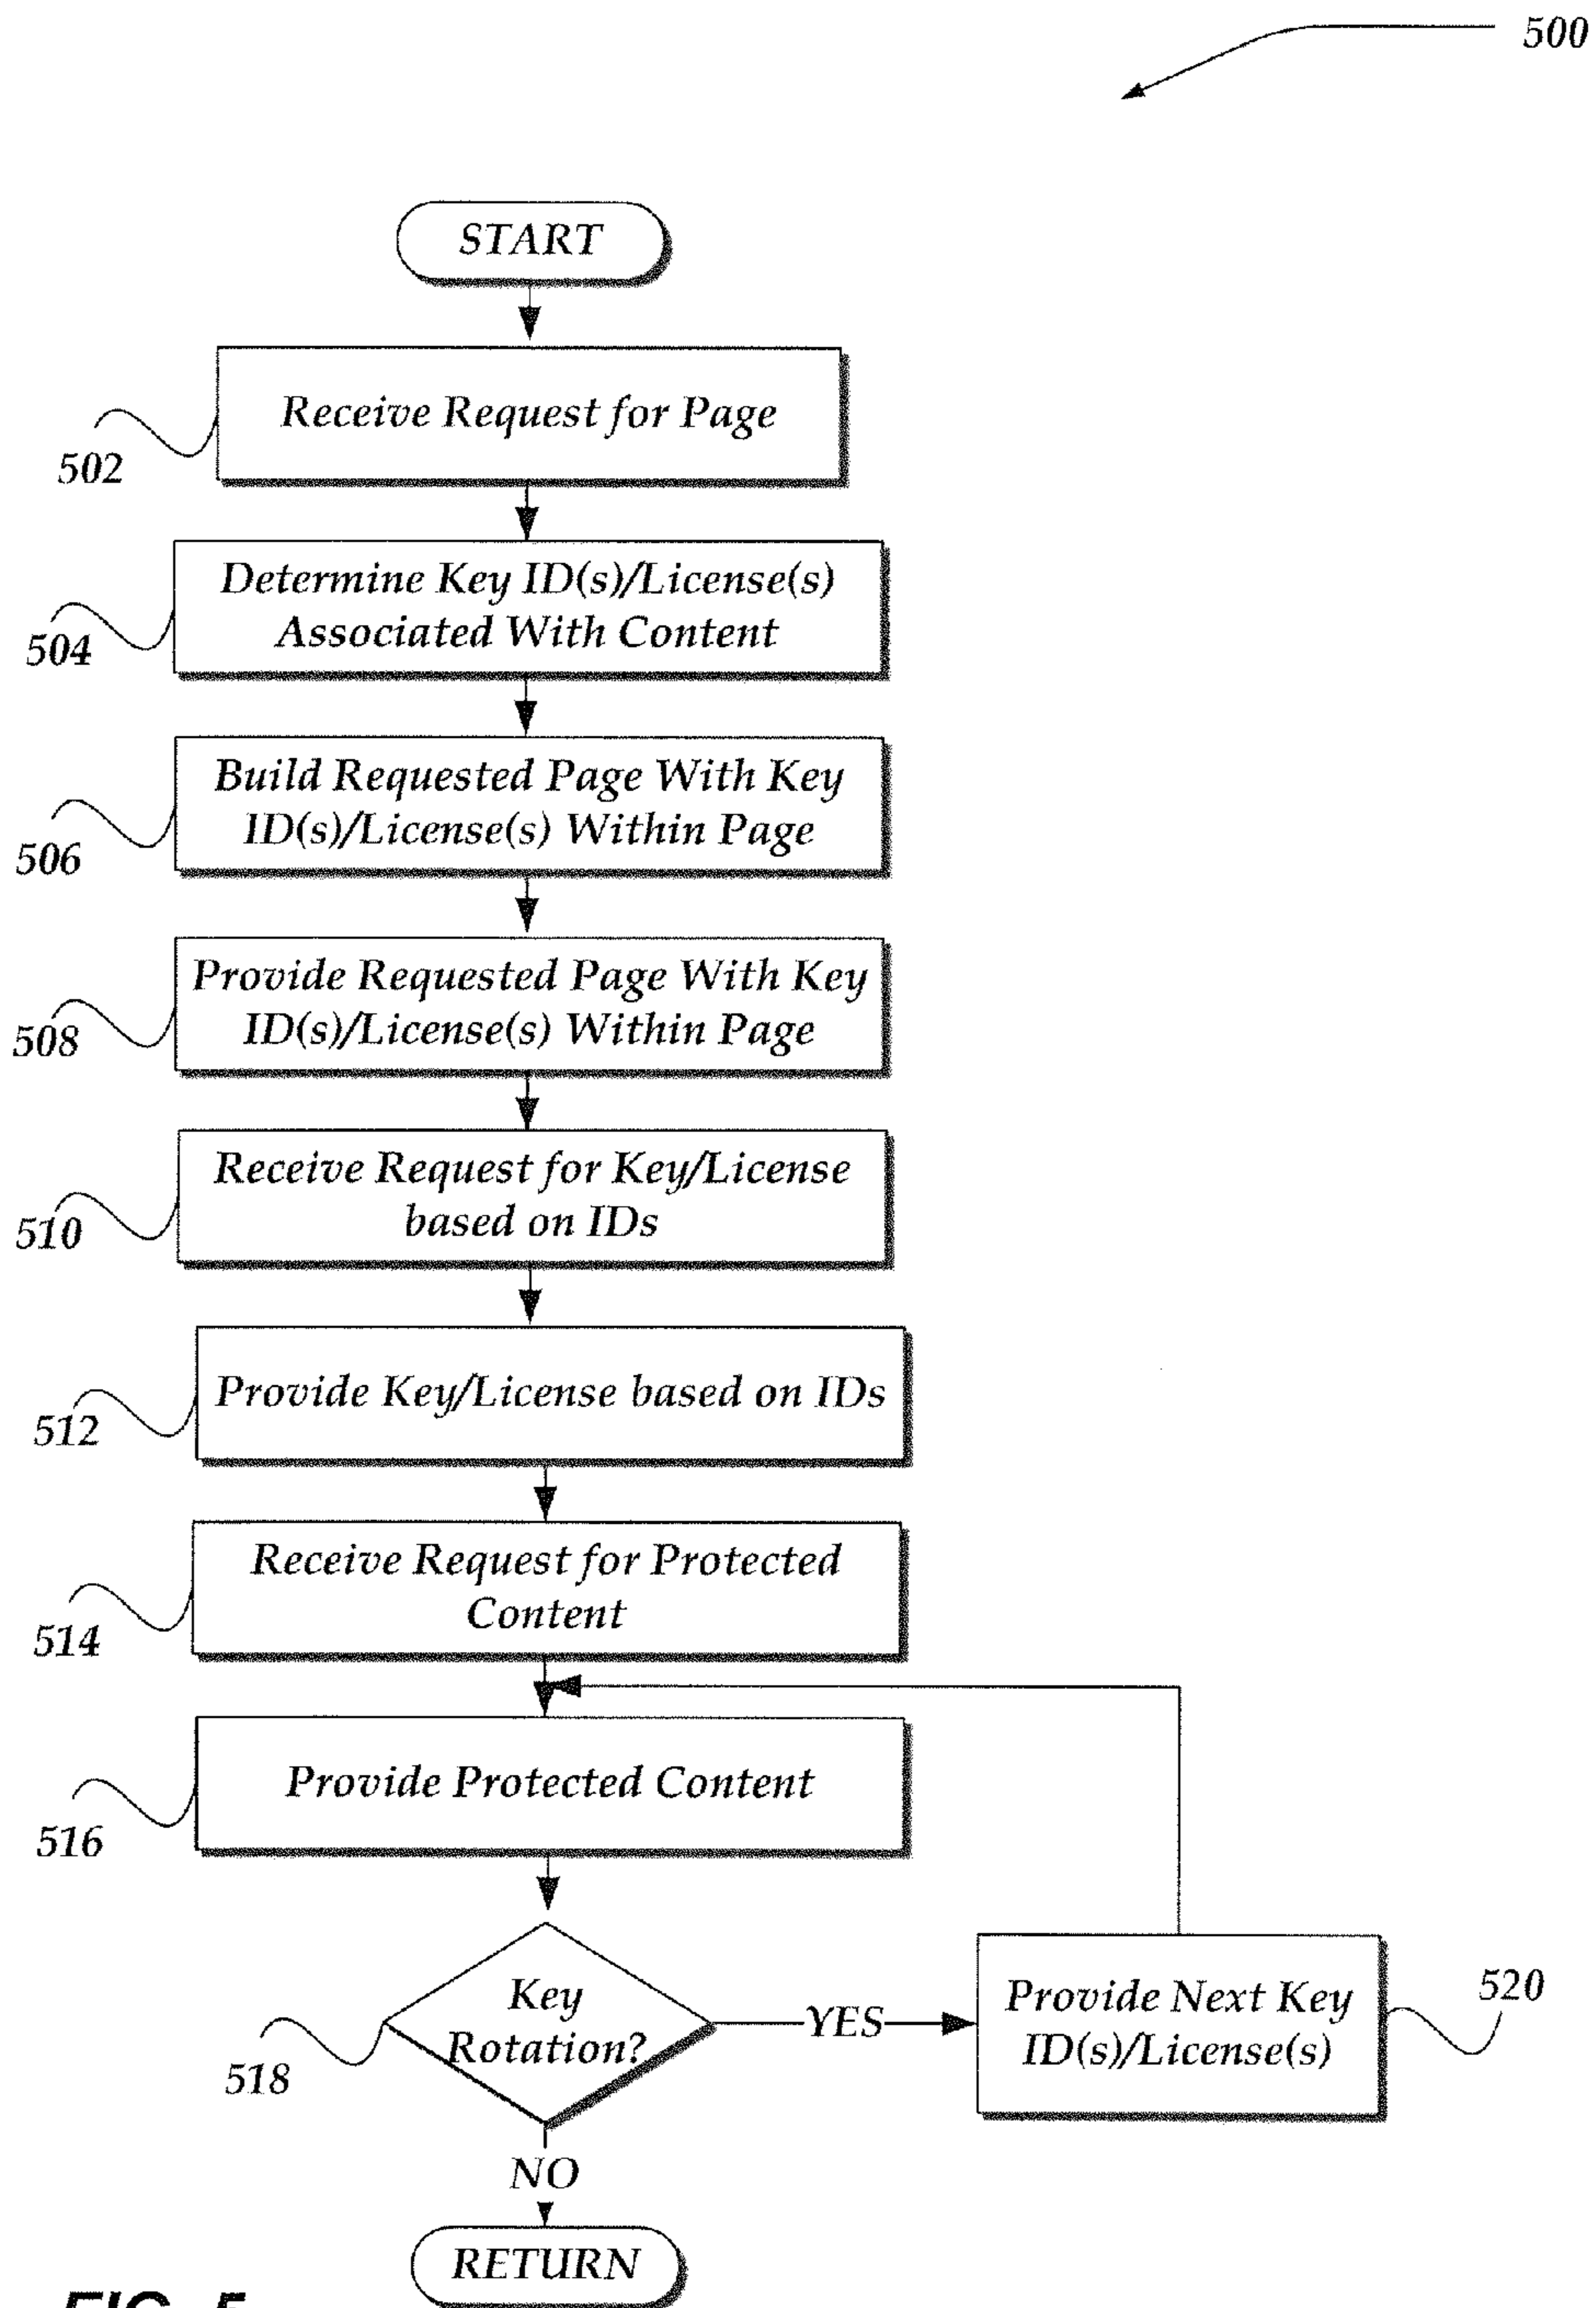 500
START
Receive Request for Page
502
Determine Key ID(s)/License(s)
Associated With Content
504
Build Requested Page With Key
ID(s)/License(s) Within Page
506
Provide Requested Page With Key
ID(s)/License(s) Within Page
508
Receive Request for Key/License
based on IDs
510
Provide Key/License based on IDs
512
Receive Request for Protected
Content
514
Provide Protected Content
516
Key
Rotation?
518
YES
Provide Next Key
ID(s)/License(s)
520
NO
RETURN
FIG. 5